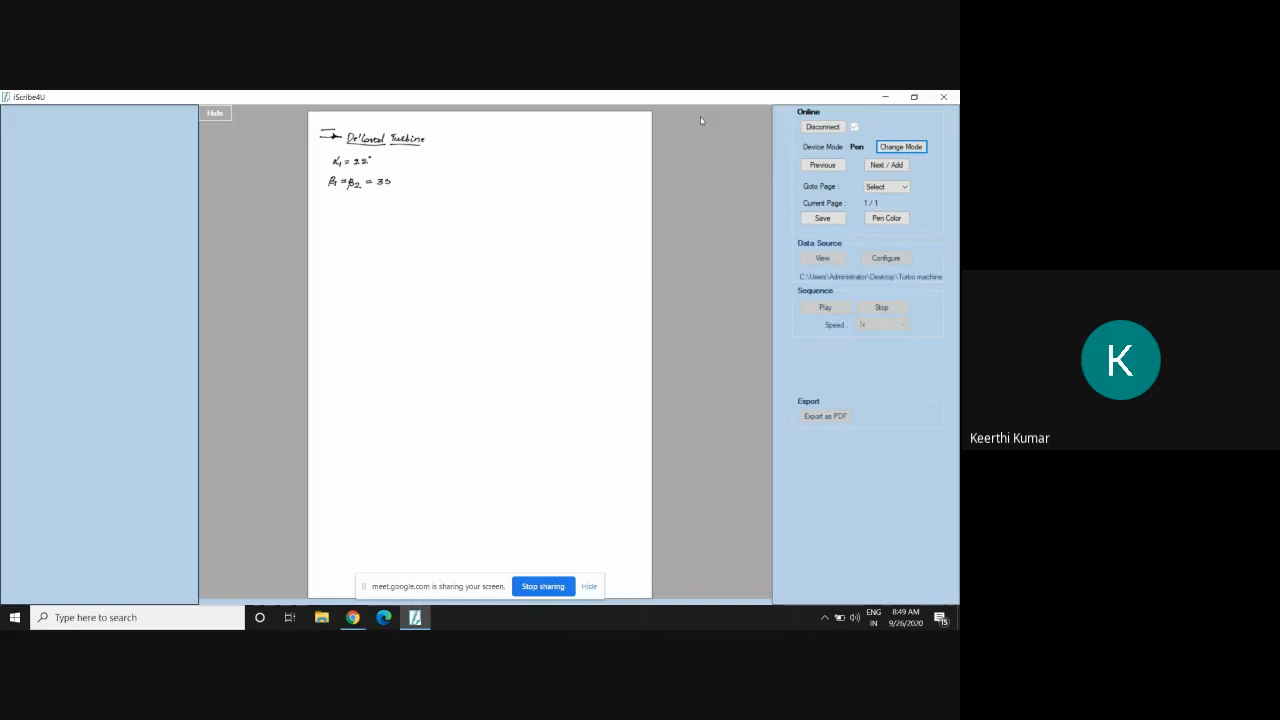 iScribe4U
Hide
Online
Disconnect
Device Mode Pen Change Mode
Previous Next / Add
Goto Page : Select
Current Page : 1 / 1
Save Pen Color
Data Source
View Configure
C:\Users\Administrator\Desktop\Turbo machine
Sequence
Play Stop
Speed : 1x
Export
Export as PDF
Turbine
α₁ = 22°
β₁ = β₂ = 35
meet.google.com is sharing your screen. Stop sharing Hide
Type here to search
ENG
IN
8:49 AM
9/26/2020
15
K
Keerthi Kumar